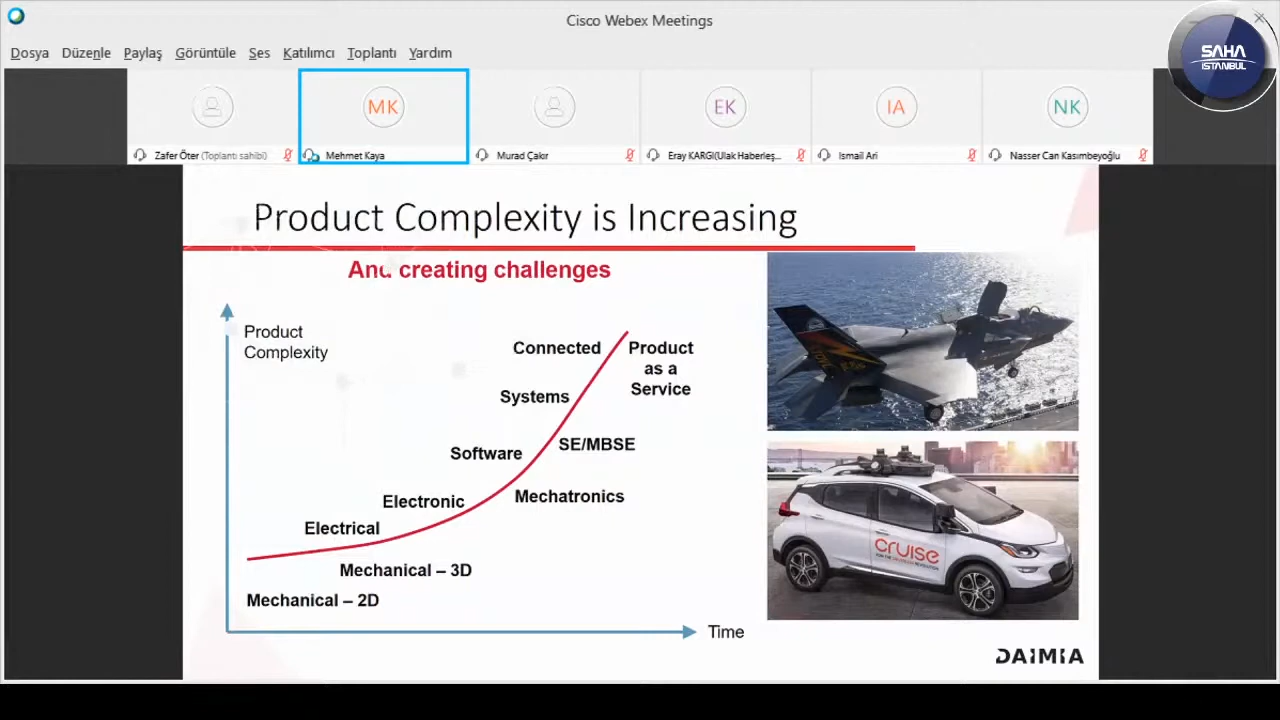 Cisco Webex Meetings
SAHA
İSTANBUL
Dosya Düzenle Paylaş Görüntüle Ses Katılımcı Toplantı Yardım
MK
EK
IA
NK
Zafer Öter (Toplantı sahibi)
Mehmet Kaya
Murad Çakır
Eray KARGI(Ulak Haberleş...
Ismail Ari
Nasser Can Kasımbeyoğlu
Product Complexity is Increasing
And creating challenges
Product
Complexity
Connected
Product
as a
Service
Systems
SE/MBSE
Software
Mechatronics
Electronic
Electrical
Mechanical – 3D
Mechanical – 2D
Time
cruise
DAIMIA